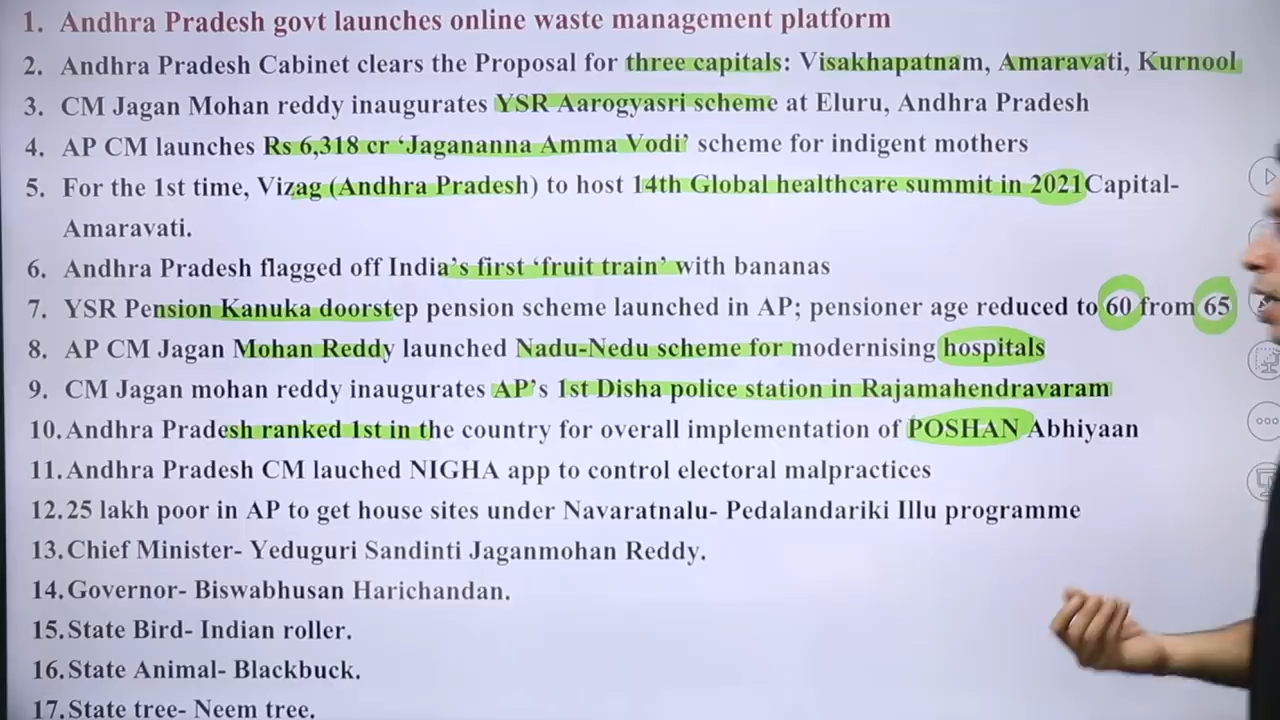 1. Andhra Pradesh govt launches online waste management platform
2. Andhra Pradesh Cabinet clears the Proposal for three capitals: Visakhapatnam, Amaravati, Kurnool
3. CM Jagan Mohan reddy inaugurates YSR Aarogyasri scheme at Eluru, Andhra Pradesh
4. AP CM launches Rs 6,318 cr ‘Jagananna Amma Vodi’ scheme for indigent mothers
5. For the 1st time, Vizag (Andhra Pradesh) to host 14th Global healthcare summit in 2021Capital-
Amaravati.
6. Andhra Pradesh flagged off India’s first ‘fruit train’ with bananas
7. YSR Pension Kanuka doorstep pension scheme launched in AP; pensioner age reduced to 60 from 65
8. AP CM Jagan Mohan Reddy launched Nadu-Nedu scheme for modernising hospitals
9. CM Jagan mohan reddy inaugurates AP’s 1st Disha police station in Rajamahendravaram
10. Andhra Pradesh ranked 1st in the country for overall implementation of POSHAN Abhiyaan
11. Andhra Pradesh CM lauched NIGHA app to control electoral malpractices
12. 25 lakh poor in AP to get house sites under Navaratnalu- Pedalandariki Illu programme
13. Chief Minister- Yeduguri Sandinti Jaganmohan Reddy.
14. Governor- Biswabhusan Harichandan.
15. State Bird- Indian roller.
16. State Animal- Blackbuck.
17. State tree- Neem tree.